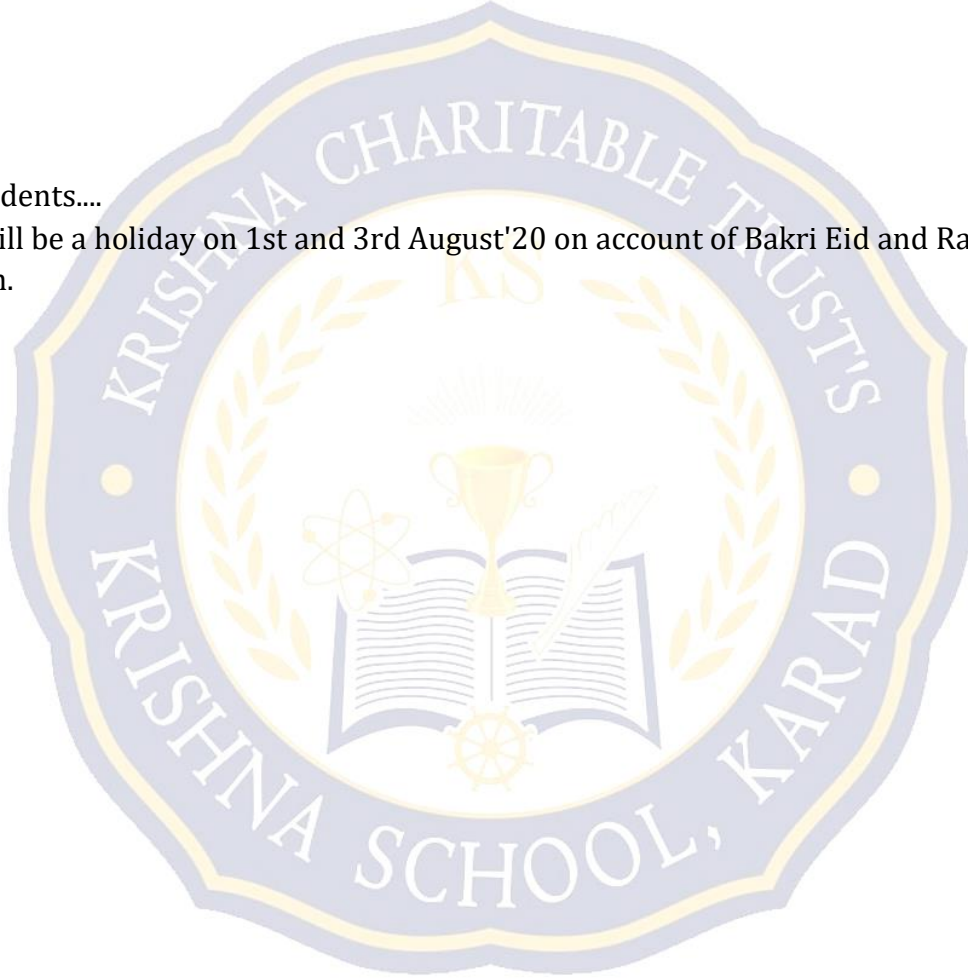 dents....
ill be a holiday on 1st and 3rd August'20 on account of Bakri Eid and Ra
.
KRISHNA CHARITABLE TRUST'S
KS
KRISHNA SCHOOL, KARAD